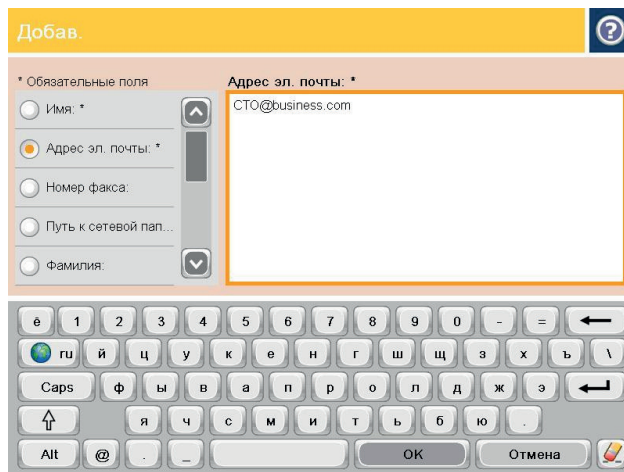 Добав.
?
* Обязательные поля
Адрес эл. почты: *
Имя: *
Адрес эл. почты: *
Номер факса:
Путь к сетевой пап...
Фамилия:
CTO@business.com
ё 1 2 3 4 5 6 7 8 9 0 - =
ru й ц у к е н г ш щ з х ъ \
Caps ф ы в а п р о л д ж э
я ч с м и т ь б ю .
Alt @ . _ OK Отмена